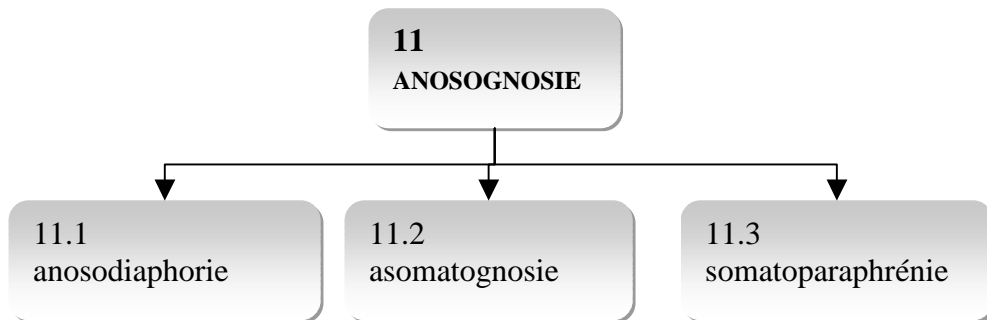 11
ANOSOGNOSIE
11.1
anosodiaphorie
11.2
asomatognosie
11.3
somatoparaphrénie